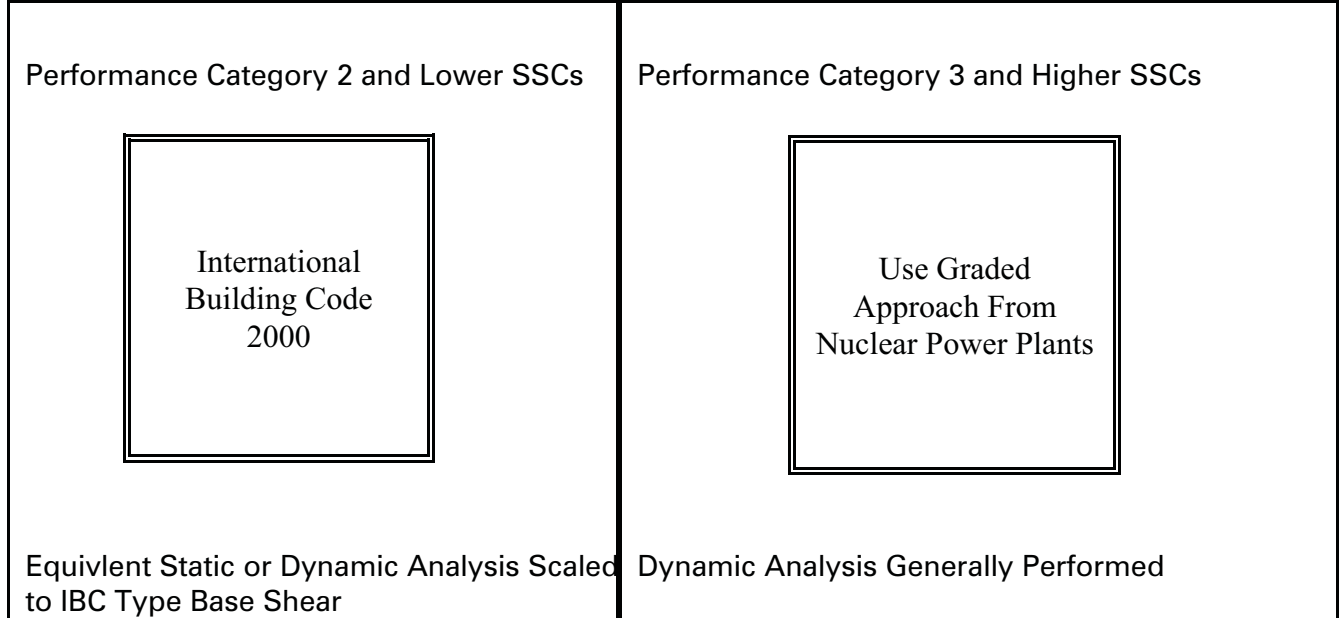 Performance Category 2 and Lower SSCs
International
Building Code
2000
Equivlent Static or Dynamic Analysis Scaled
to IBC Type Base Shear
Performance Category 3 and Higher SSCs
Use Graded
Approach From
Nuclear Power Plants
Dynamic Analysis Generally Performed